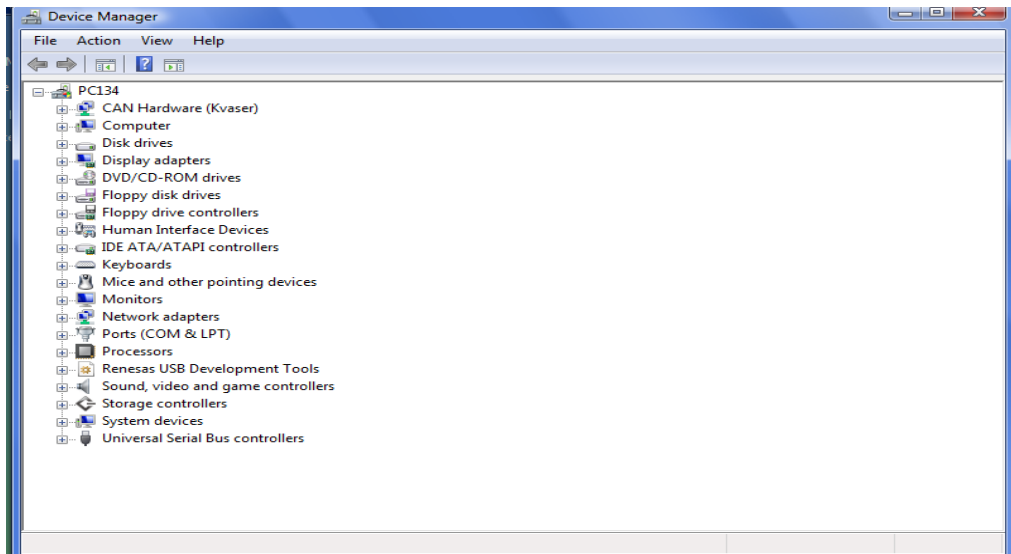 Device Manager
File Action View Help
PC134
CAN Hardware (Kvaser)
Computer
Disk drives
Display adapters
DVD/CD-ROM drives
Floppy disk drives
Floppy drive controllers
Human Interface Devices
IDE ATA/ATAPI controllers
Keyboards
Mice and other pointing devices
Monitors
Network adapters
Ports (COM & LPT)
Processors
Renesas USB Development Tools
Sound, video and game controllers
Storage controllers
System devices
Universal Serial Bus controllers